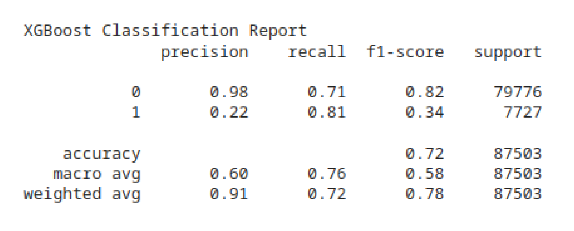 XGBoost Classification Report
precision recall f1-score support
0 0.98 0.71 0.82 79776
1 0.22 0.81 0.34 7727
accuracy 0.72 87503
macro avg 0.60 0.76 0.58 87503
weighted avg 0.91 0.72 0.78 87503